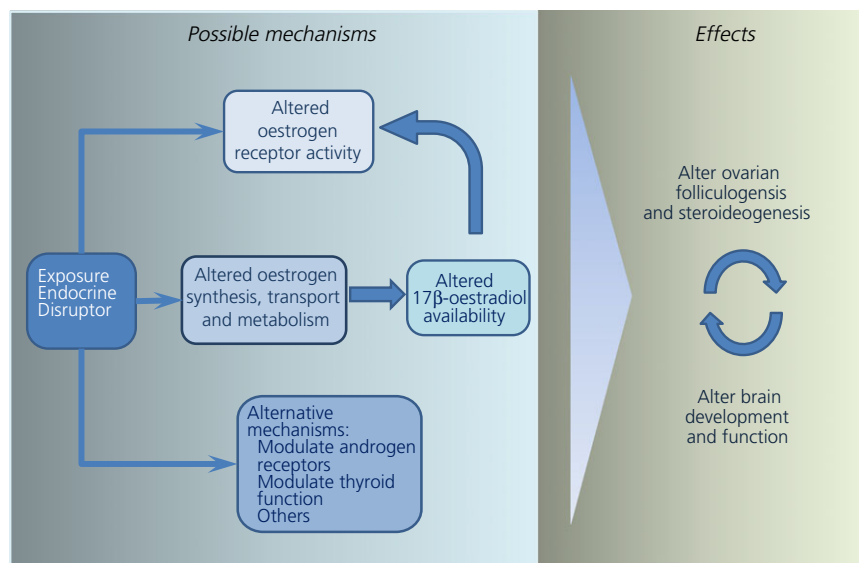 Possible mechanisms
Effects
Altered
oestrogen
receptor activity
Exposure
Endocrine
Disruptor
Altered oestrogen
synthesis, transport
and metabolism
Altered
17β-oestradiol
availability
Alternative
mechanisms:
Modulate androgen
receptors
Modulate thyroid
function
Others
Alter ovarian
folliculogensis
and steroideogenesis
Alter brain
development
and function